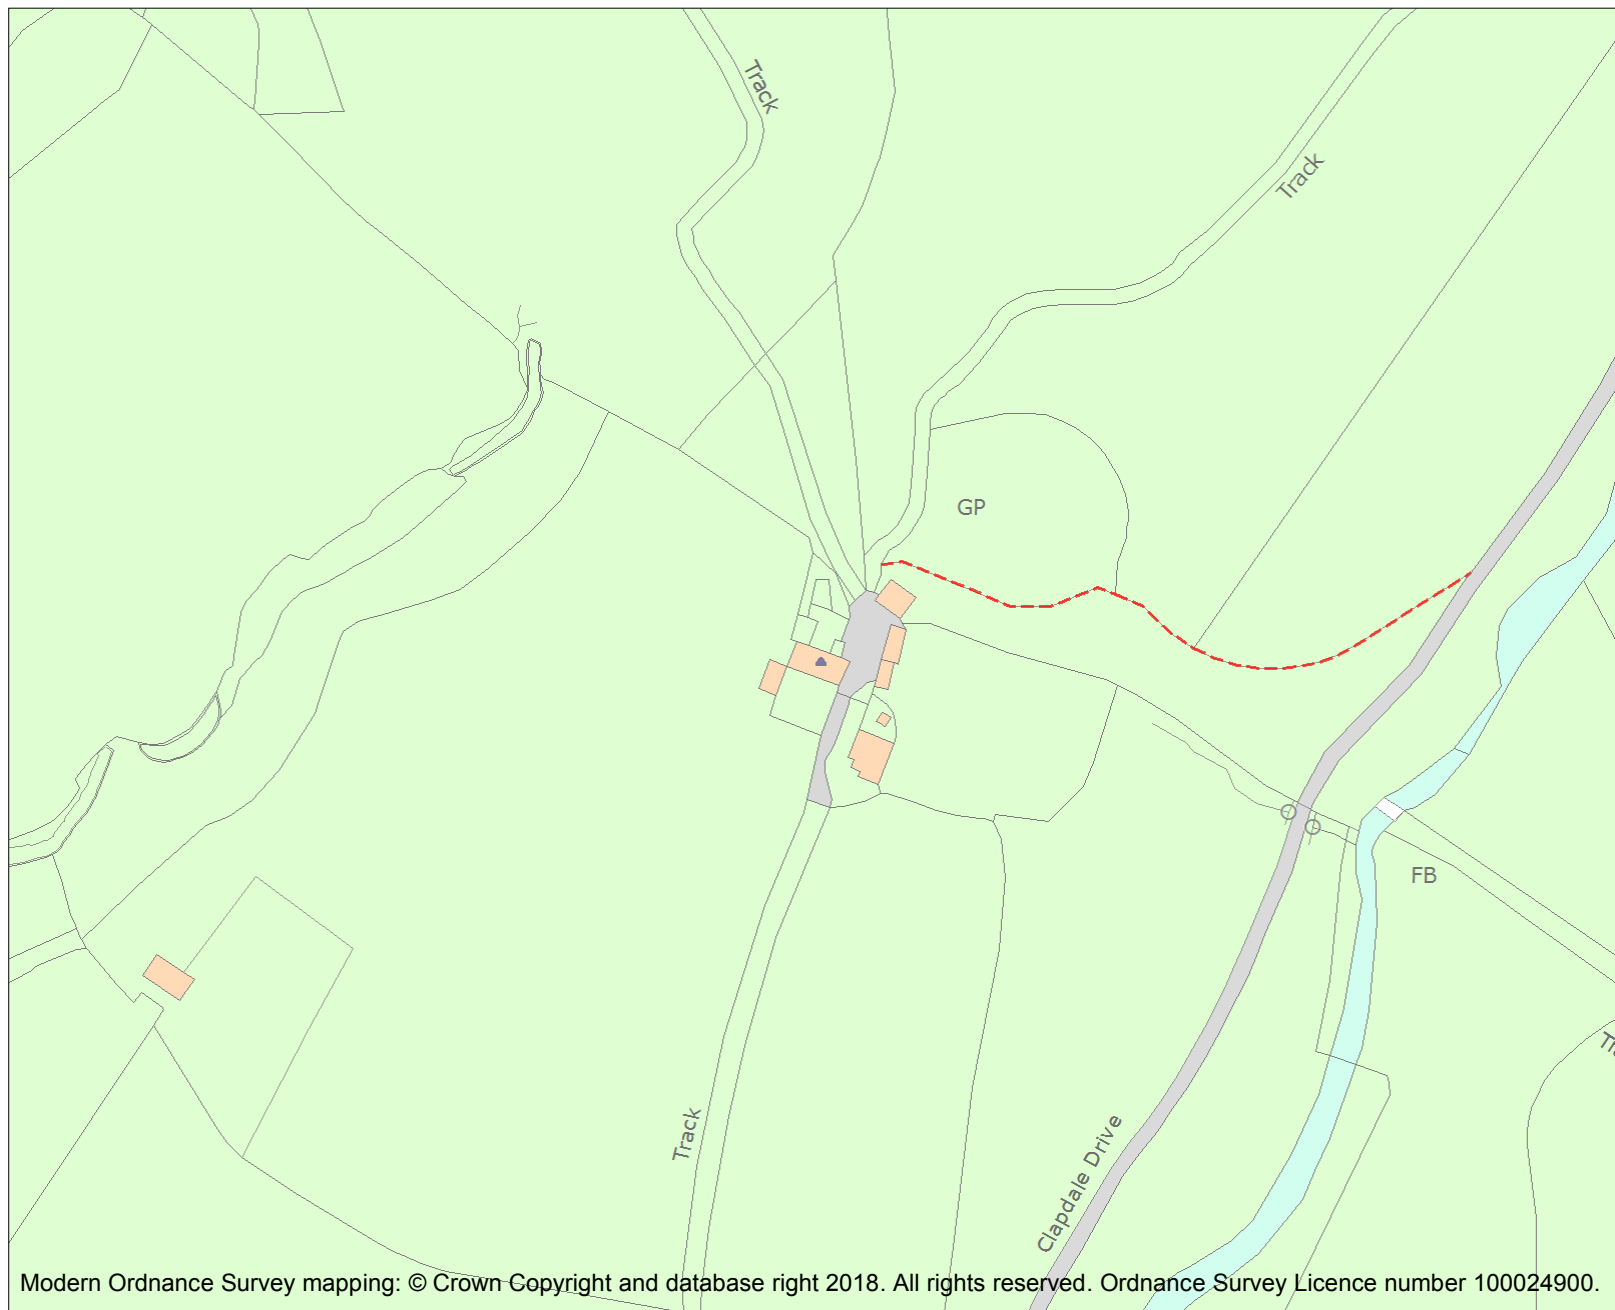 Track
Track
GP
FB
Track
Clapdale Drive
Modern Ordnance Survey mapping: © Crown Copyright and database right 2018. All rights reserved. Ordnance Survey Licence number 100024900.